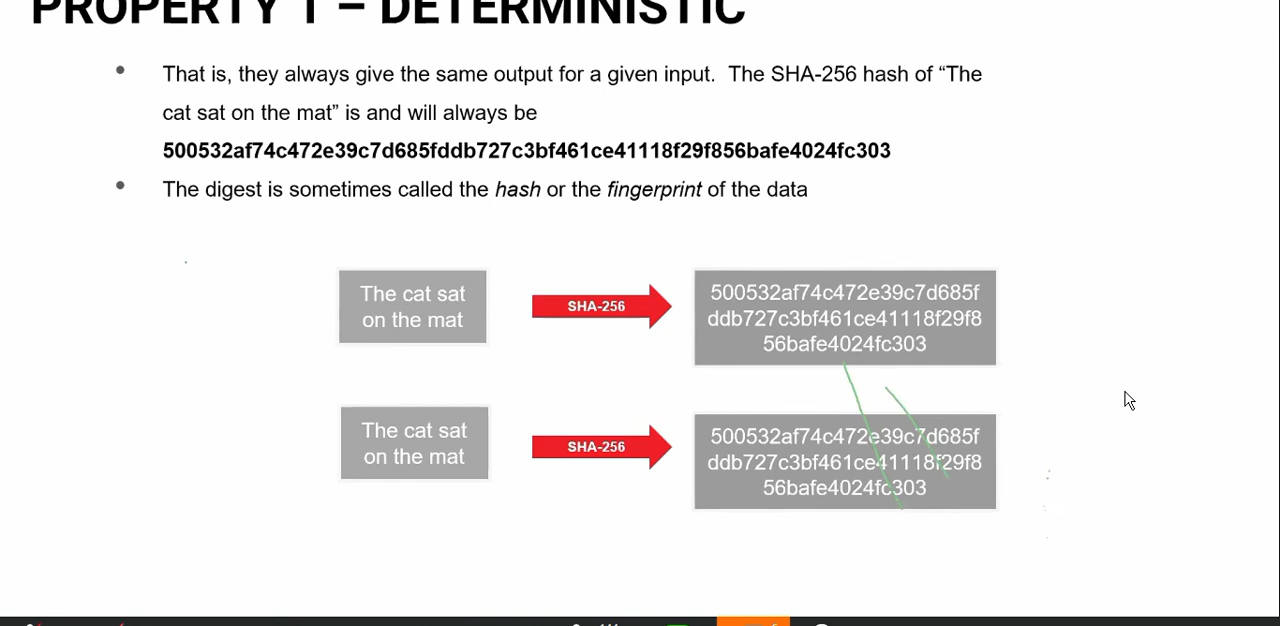 PROPERTY 1 – DETERMINISTIC
That is, they always give the same output for a given input. The SHA-256 hash of “The
cat sat on the mat” is and will always be
500532af74c472e39c7d685fddb727c3bf461ce41118f29f856bafe4024fc303
The digest is sometimes called the hash or the fingerprint of the data
The cat sat
on the mat
SHA-256
500532af74c472e39c7d685f
ddb727c3bf461ce41118f29f8
56bafe4024fc303
The cat sat
on the mat
SHA-256
500532af74c472e39c7d685f
ddb727c3bf461ce41118f29f8
56bafe4024fc303